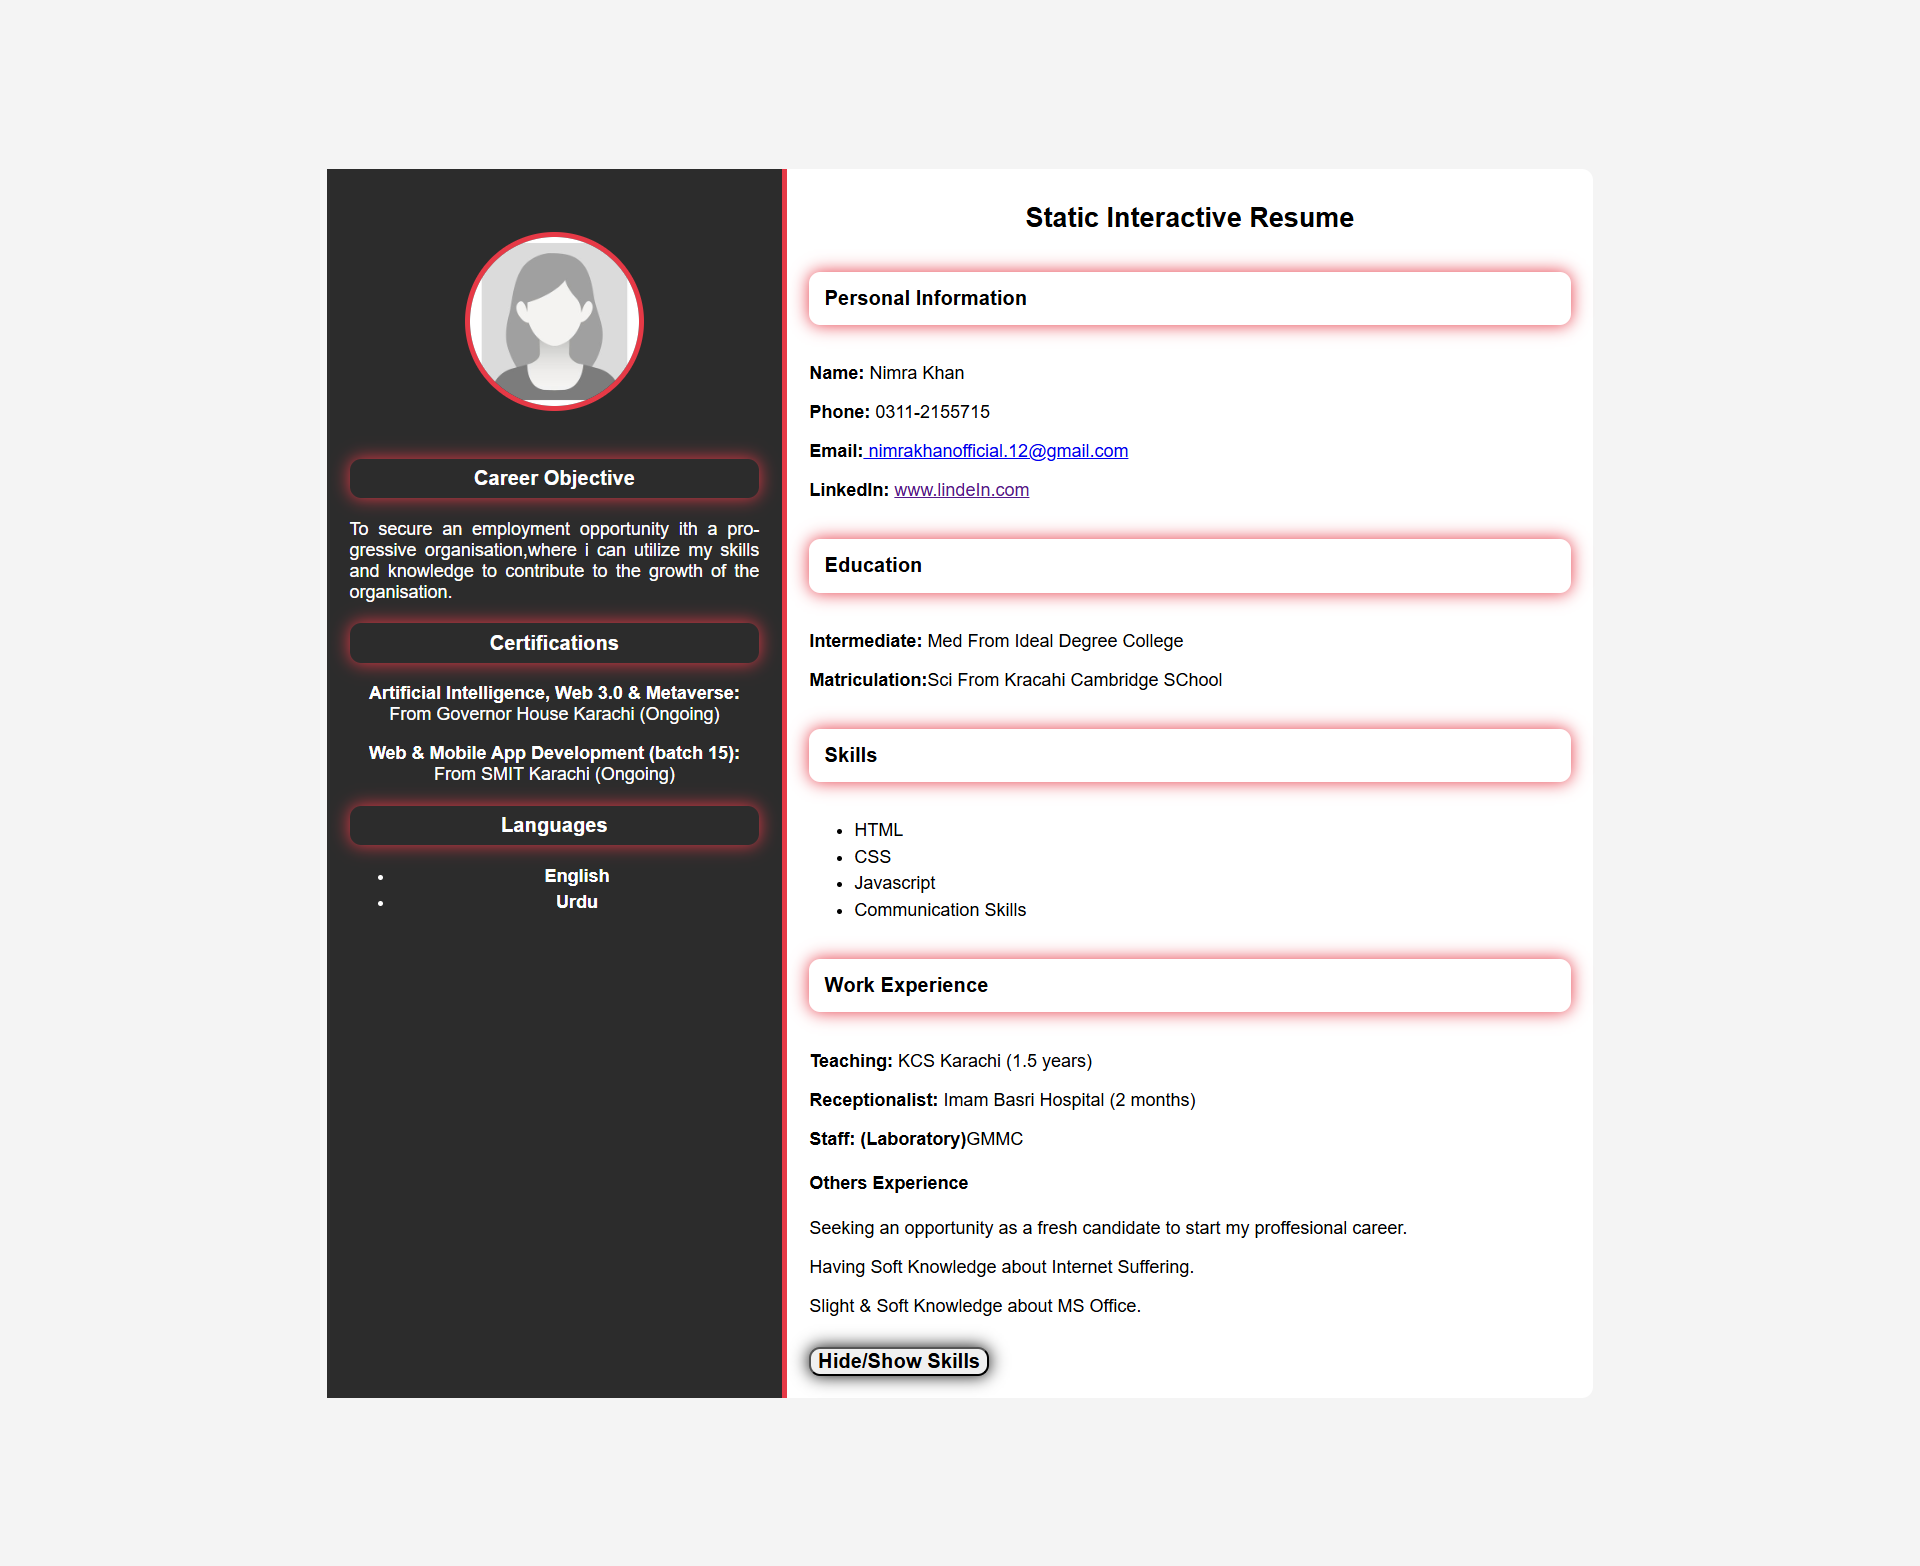 Career Objective
To secure an employment opportunity ith a pro-
gressive organisation,where i can utilize my skills
and knowledge to contribute to the growth of the
organisation.
Certifications
Artificial Intelligence, Web 3.0 & Metaverse:
From Governor House Karachi (Ongoing)
Web & Mobile App Development (batch 15):
From SMIT Karachi (Ongoing)
Languages
• English
• Urdu
Static Interactive Resume
Personal Information
Name: Nimra Khan
Phone: 0311-2155715
Email: nimrakhanofficial.12@gmail.com
LinkedIn: www.lindeIn.com
Education
Intermediate: Med From Ideal Degree College
Matriculation:Sci From Kracahi Cambridge SChool
Skills
• HTML
• CSS
• Javascript
• Communication Skills
Work Experience
Teaching: KCS Karachi (1.5 years)
Receptionalist: Imam Basri Hospital (2 months)
Staff: (Laboratory)GMMC
Others Experience
Seeking an opportunity as a fresh candidate to start my proffesional career.
Having Soft Knowledge about Internet Suffering.
Slight & Soft Knowledge about MS Office.
Hide/Show Skills